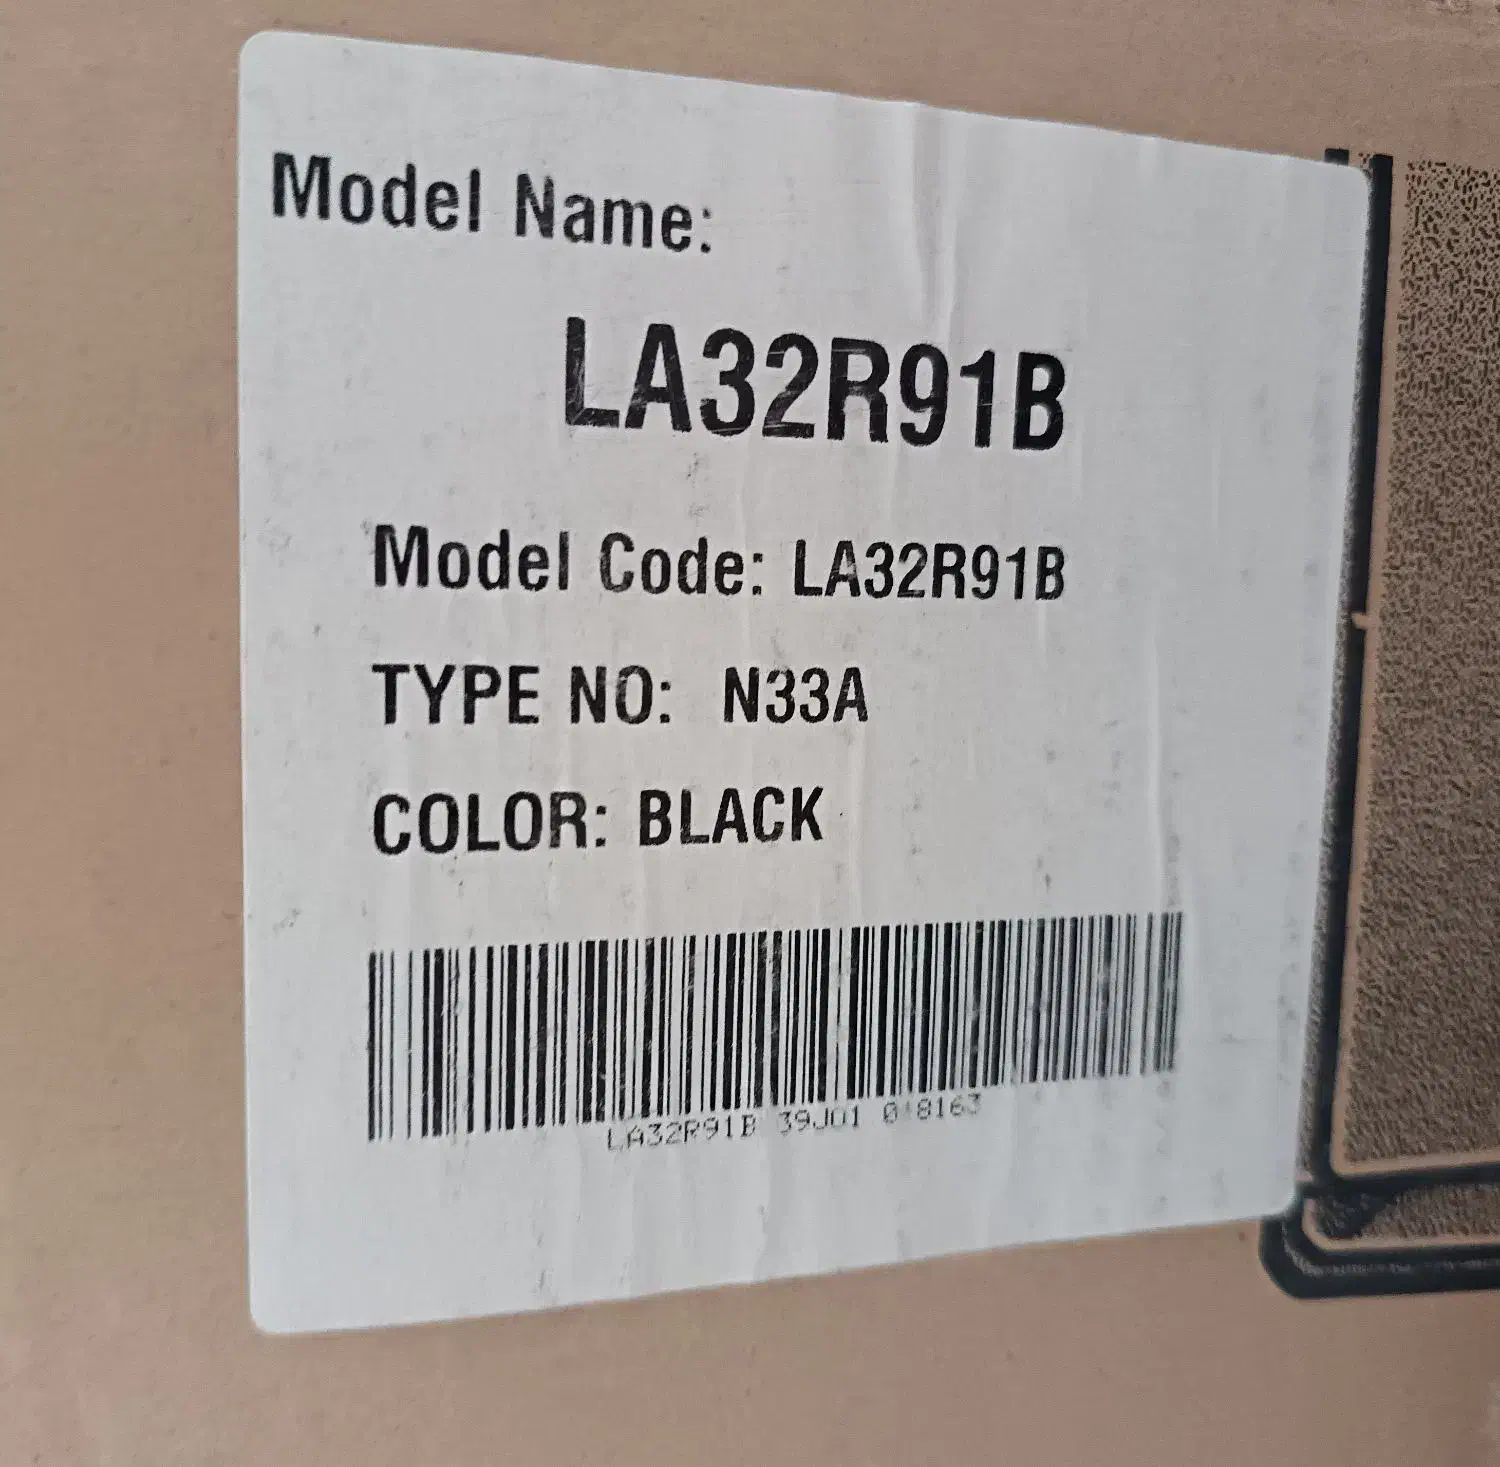 Model Name:
LA32R91B
Model Code: LA32R91B
TYPE NO: N33A
COLOR: BLACK
LA32R91B 39J01